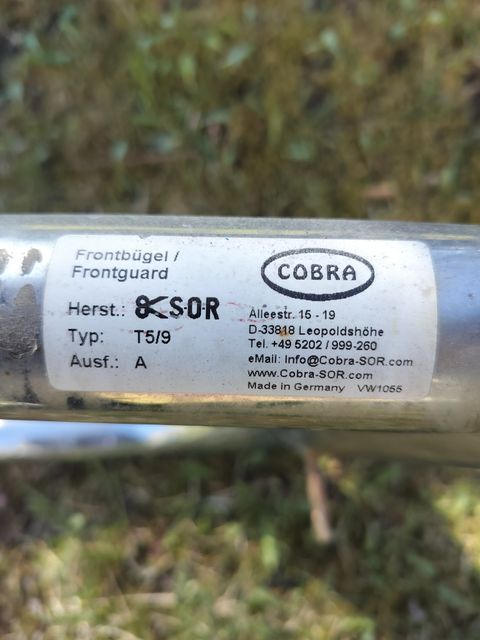 Frontbügel /
Frontguard
Herst.: S·O·R
Typ: T5/9
Ausf.: A
COBRA
Alleestr. 15 - 19
D-33818 Leopoldshöhe
Tel. +49 5202 / 999-260
eMail: Info@Cobra-SOR.com
www.Cobra-SOR.com
Made in Germany VW1055